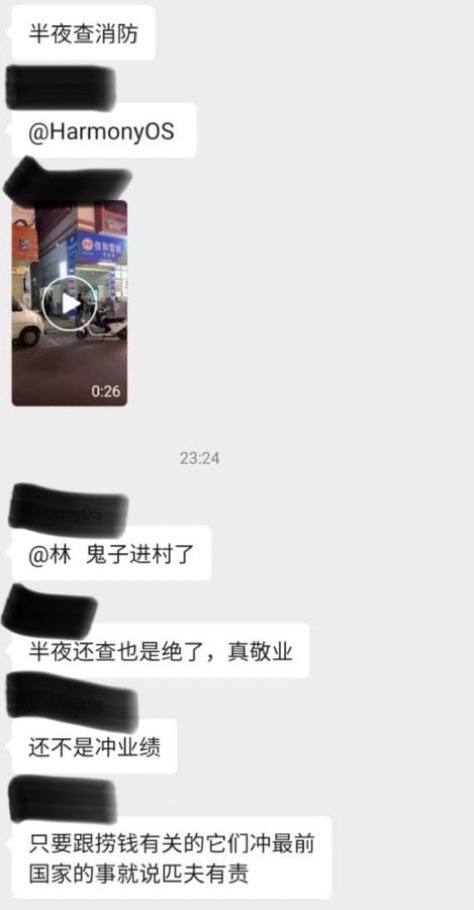 半夜查消防
@HarmonyOS
0:26
23:24
@林 鬼子进村了
半夜还查也是绝了，真敬业
还不是冲业绩
只要跟捞钱有关的它们冲最前
国家的事就说匹夫有责